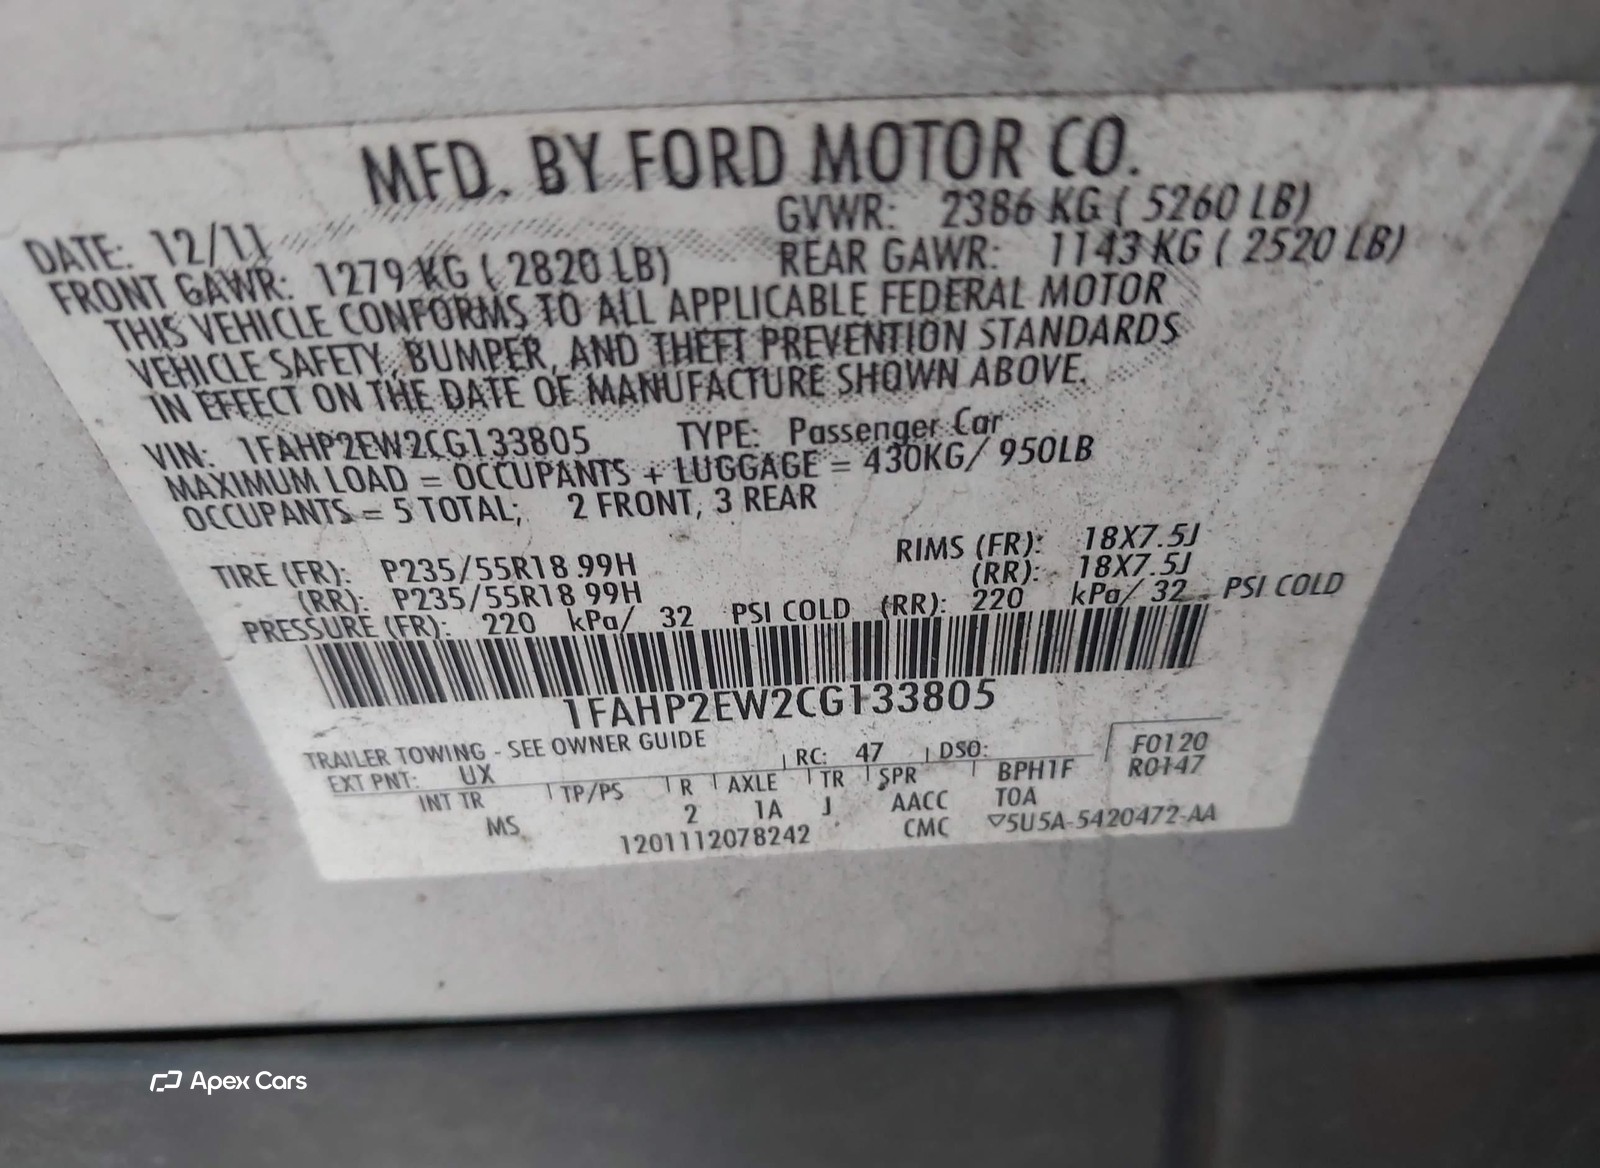 MFD. BY FORD MOTOR CO.
DATE: 12/11 GVWR: 2386 KG ( 5260 LB)
FRONT GAWR: 1279 KG ( 2820 LB) REAR GAWR: 1143 KG ( 2520 LB)
THIS VEHICLE CONFORMS TO ALL APPLICABLE FEDERAL MOTOR
VEHICLE SAFETY, BUMPER, AND THEFT PREVENTION STANDARDS
IN EFFECT ON THE DATE OF MANUFACTURE SHOWN ABOVE.
VIN: 1FAHP2EW2CG133805 TYPE: Passenger Car
MAXIMUM LOAD = OCCUPANTS + LUGGAGE = 430KG/ 950LB
OCCUPANTS = 5 TOTAL; 2 FRONT, 3 REAR
TIRE (FR): P235/55R18 99H RIMS (FR): 18X7.5J
(RR): P235/55R18 99H (RR): 18X7.5J
PRESSURE (FR): 220 kPa/ 32 PSI COLD (RR): 220 kPa/ 32 PSI COLD
1FAHP2EW2CG133805
TRAILER TOWING - SEE OWNER GUIDE
EXT PNT: UX RC: 47 DSO: F0120
INT TR TP/PS R AXLE TR SPR BPH1F R0147
MS 2 1A J AACC TOA
1201112078242 CMC ▽5U5A-5420472-AA
Apex Cars